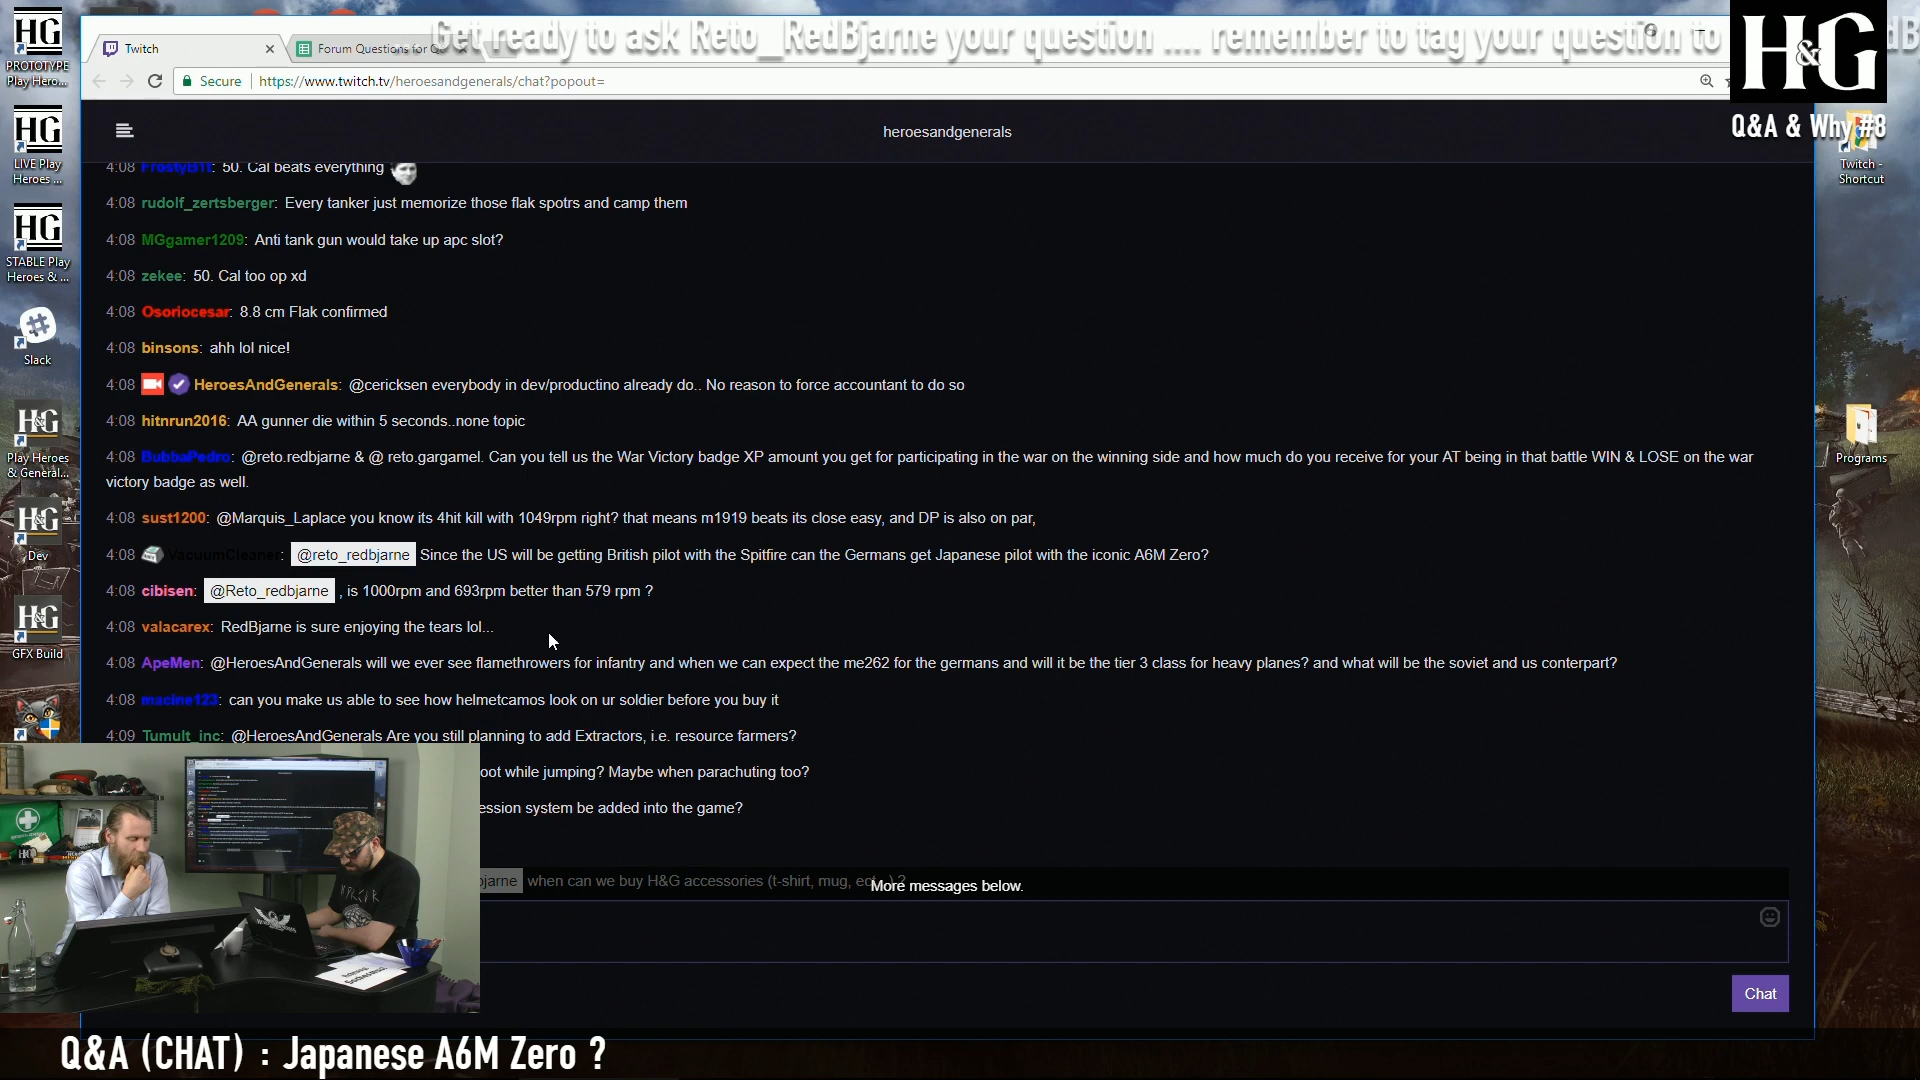 Get ready to ask Reto_RedBjarne your question .... remember to tag your question to
H&G
Q&A & Why #8
Twitch
Forum Questions for Q
Secure
https://www.twitch.tv/heroesandgenerals/chat?popout=
heroesandgenerals
PROTOTYPE
Play Hero...
LIVE Play
Heroes ...
STABLE Play
Heroes & ...
Slack
Play Heroes
& General...
Dev
GFX Build
Twitch -
Shortcut
Programs
4:08 FrostyB1T: 50. Cal beats everything
4:08 rudolf_zertsberger: Every tanker just memorize those flak spotrs and camp them
4:08 MGgamer1209: Anti tank gun would take up apc slot?
4:08 zekee: 50. Cal too op xd
4:08 Osoriocesar: 8.8 cm Flak confirmed
4:08 binsons: ahh lol nice!
4:08 HeroesAndGenerals: @cericksen everybody in dev/productino already do.. No reason to force accountant to do so
4:08 hitnrun2016: AA gunner die within 5 seconds..none topic
4:08 BubbaPedro: @reto.redbjarne & @ reto.gargamel. Can you tell us the War Victory badge XP amount you get for participating in the war on the winning side and how much do you receive for your AT being in that battle WIN & LOSE on the war
victory badge as well.
4:08 sust1200: @Marquis_Laplace you know its 4hit kill with 1049rpm right? that means m1919 beats its close easy, and DP is also on par,
4:08 VacuumCleaner: @reto_redbjarne Since the US will be getting British pilot with the Spitfire can the Germans get Japanese pilot with the iconic A6M Zero?
4:08 cibisen: @Reto_redbjarne , is 1000rpm and 693rpm better than 579 rpm ?
4:08 valacarex: RedBjarne is sure enjoying the tears lol...
4:08 ApeMen: @HeroesAndGenerals will we ever see flamethrowers for infantry and when we can expect the me262 for the germans and will it be the tier 3 class for heavy planes? and what will be the soviet and us conterpart?
4:08 macine123: can you make us able to see how helmetcamos look on ur soldier before you buy it
4:09 Tumult_inc: @HeroesAndGenerals Are you still planning to add Extractors, i.e. resource farmers?
oot while jumping? Maybe when parachuting too?
ession system be added into the game?
bjarne when can we buy H&G accessories (t-shirt, mug, ect...) ?
More messages below.
Chat
Q&A (CHAT) : Japanese A6M Zero ?